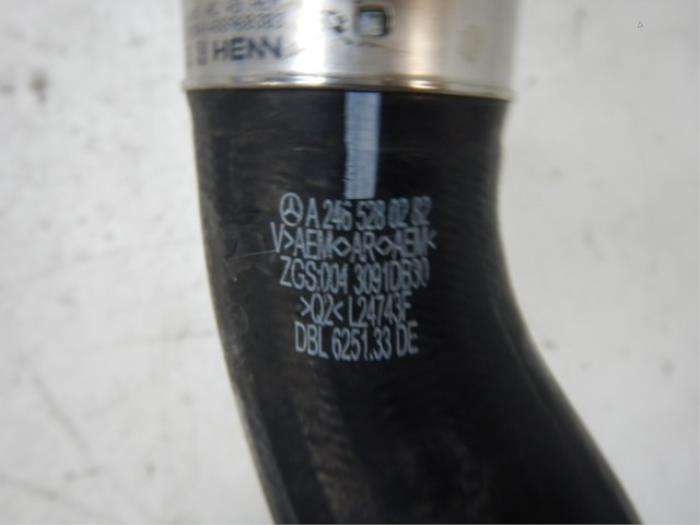 HENN
A 246 528 02 82
V>AEM<>AR<>AEM<
ZGS:004 3091DB30
>Q2< L24743F
DBL 6251.33 DE